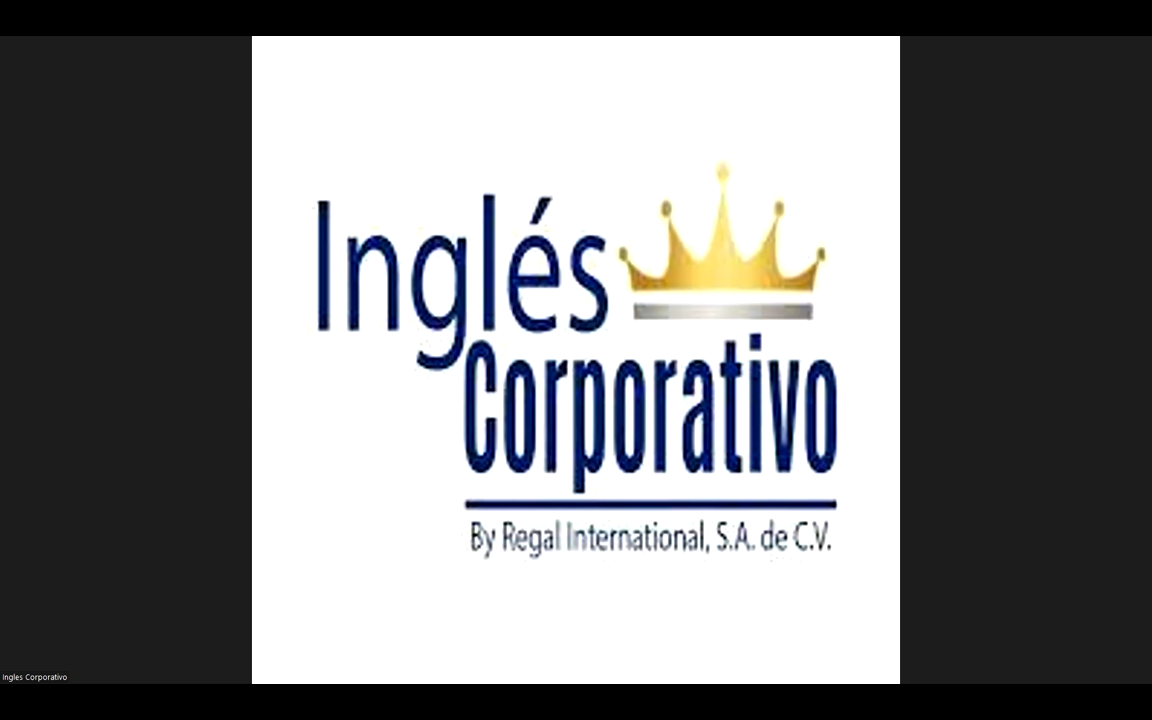 Inglés
Corporativo
By Regal International, S.A. de C.V.
Ingles Corporativo